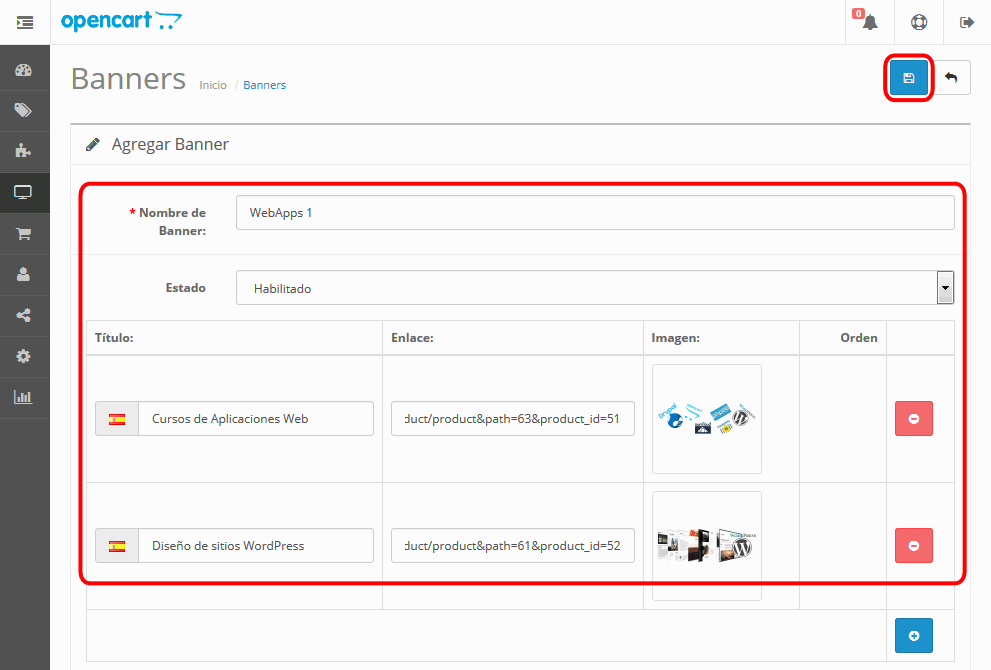 opencart
0
Banners
Inicio / Banners
Agregar Banner
* Nombre de
Banner:
WebApps 1
Estado
Habilitado
Título:
Enlace:
Imagen:
Orden
Cursos de Aplicaciones Web
duct/product&path=63&product_id=51
Drupal
Diseño de sitios WordPress
duct/product&path=61&product_id=52